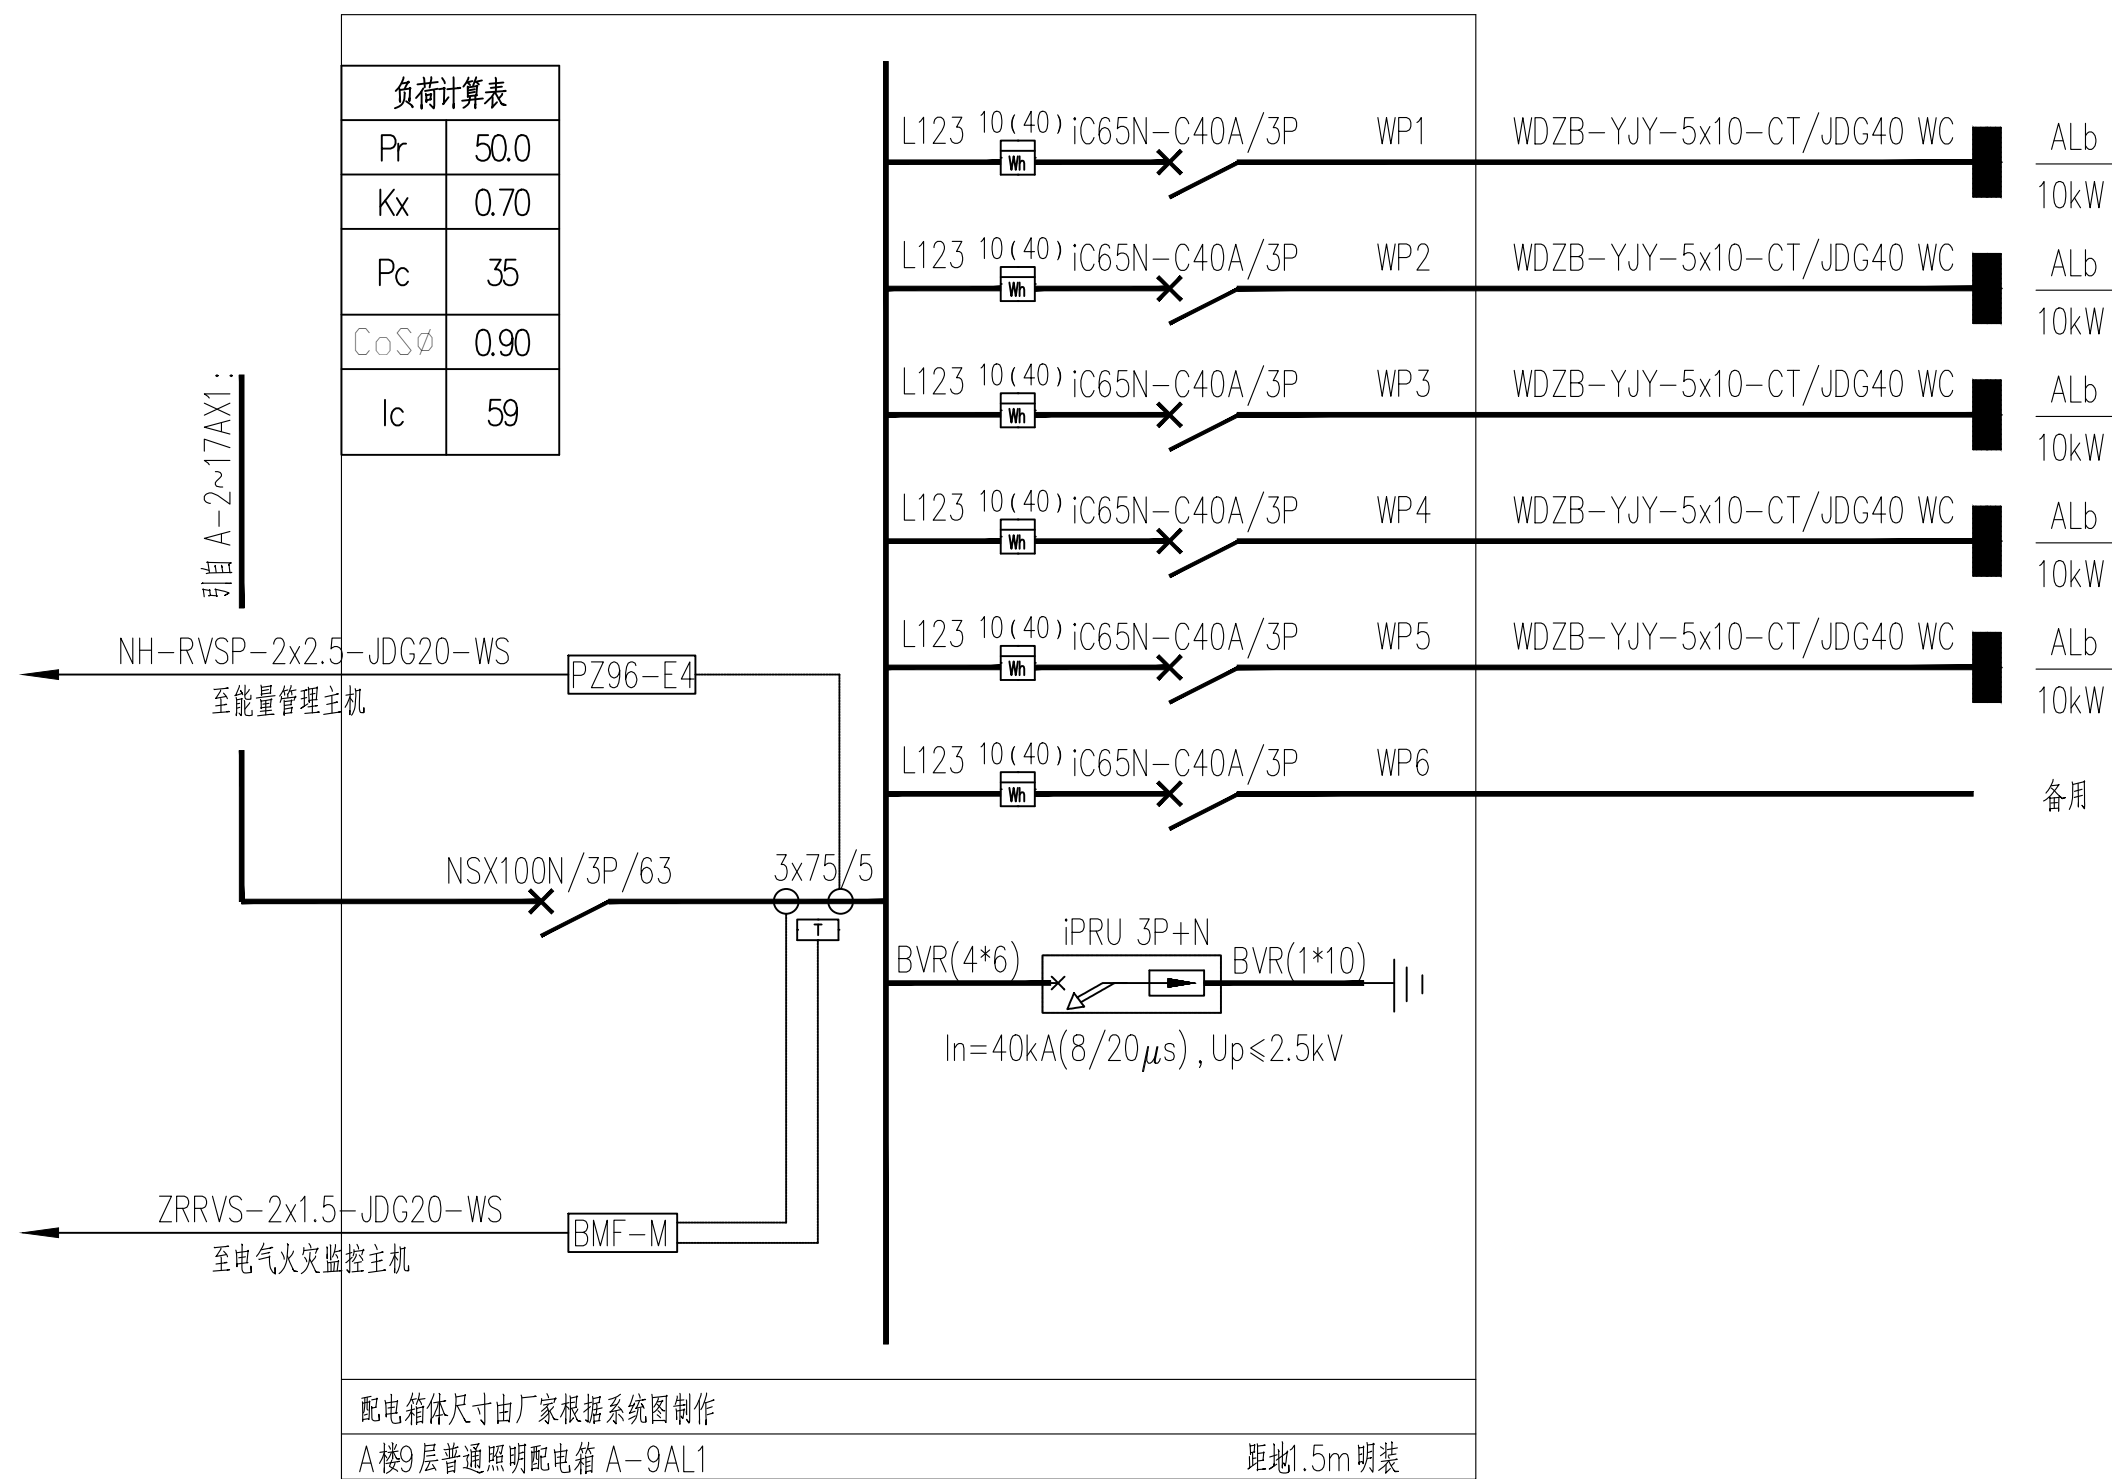 负荷计算表
Pr 50.0
Kx 0.70
Pc 35
CoSø 0.90
Ic 59
引自 A-2~17AX1:
L123 10(40) iC65N-C40A/3P WP1 WDZB-YJY-5x10-CT/JDG40 WC ALb
Wh
10kW
L123 10(40) iC65N-C40A/3P WP2 WDZB-YJY-5x10-CT/JDG40 WC ALb
Wh
10kW
L123 10(40) iC65N-C40A/3P WP3 WDZB-YJY-5x10-CT/JDG40 WC ALb
Wh
10kW
L123 10(40) iC65N-C40A/3P WP4 WDZB-YJY-5x10-CT/JDG40 WC ALb
Wh
10kW
L123 10(40) iC65N-C40A/3P WP5 WDZB-YJY-5x10-CT/JDG40 WC ALb
Wh
10kW
L123 10(40) iC65N-C40A/3P WP6 备用
Wh
NH-RVSP-2x2.5-JDG20-WS
PZ96-E4
至能量管理主机
NSX100N/3P/63
3x75/5
T
BVR(4*6) iPRU 3P+N BVR(1*10)
In=40kA(8/20μs),Up≤2.5kV
ZRRVS-2x1.5-JDG20-WS
BMF-M
至电气火灾监控主机
配电箱体尺寸由厂家根据系统图制作
A楼9层普通照明配电箱 A-9AL1 距地1.5m明装